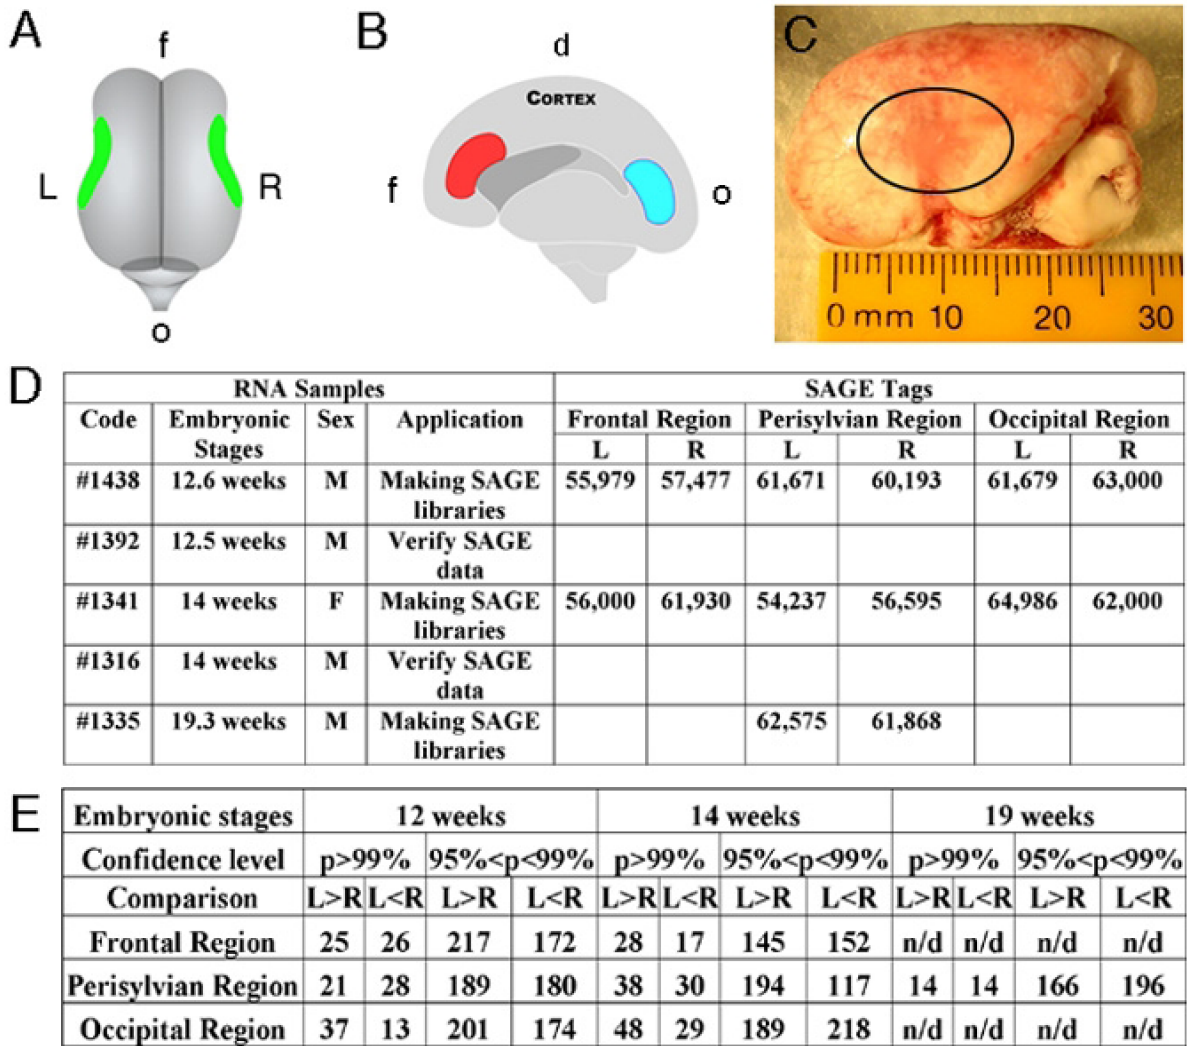 A
f
L
R
o
B
d
CORTEX
f
o
C
0 mm 10 20 30
D
RNA Samples SAGE Tags
Code Embryonic Stages Sex Application Frontal Region Perisylvian Region Occipital Region
L R L R L R
#1438 12.6 weeks M Making SAGE libraries 55,979 57,477 61,671 60,193 61,679 63,000
#1392 12.5 weeks M Verify SAGE data
#1341 14 weeks F Making SAGE libraries 56,000 61,930 54,237 56,595 64,986 62,000
#1316 14 weeks M Verify SAGE data
#1335 19.3 weeks M Making SAGE libraries 62,575 61,868
E
Embryonic stages 12 weeks 14 weeks 19 weeks
Confidence level p>99% 95%<p<99% p>99% 95%<p<99% p>99% 95%<p<99%
Comparison L>R L<R L>R L<R L>R L<R L>R L<R L>R L<R L>R L<R
Frontal Region 25 26 217 172 28 17 145 152 n/d n/d n/d n/d
Perisylvian Region 21 28 189 180 38 30 194 117 14 14 166 196
Occipital Region 37 13 201 174 48 29 189 218 n/d n/d n/d n/d